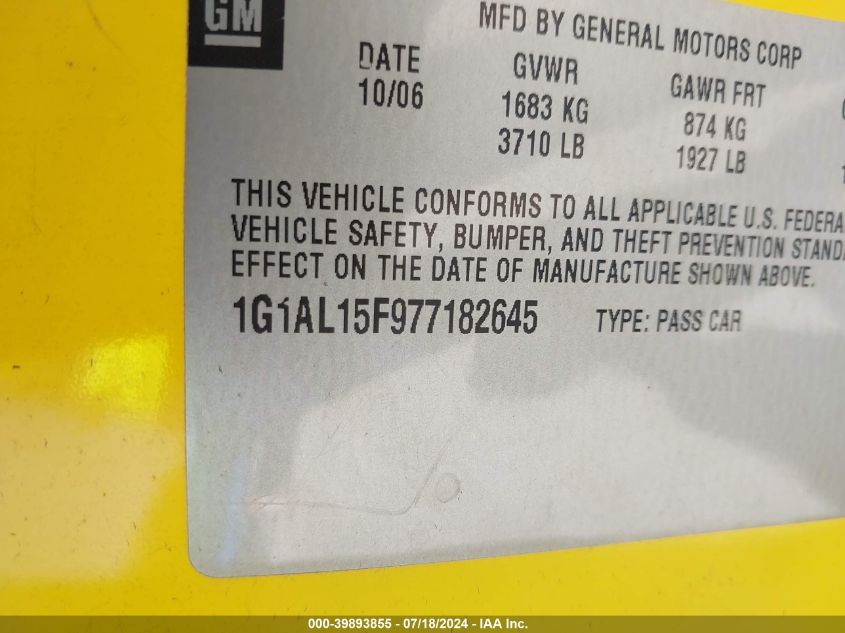 GM
MFD BY GENERAL MOTORS CORP
DATE GVWR GAWR FRT
10/06 1683 KG 874 KG
3710 LB 1927 LB
THIS VEHICLE CONFORMS TO ALL APPLICABLE U.S. FEDERA
VEHICLE SAFETY, BUMPER, AND THEFT PREVENTION STANDA
EFFECT ON THE DATE OF MANUFACTURE SHOWN ABOVE.
1G1AL15F977182645 TYPE: PASS CAR
000-39893855 - 07/18/2024 - IAA Inc.